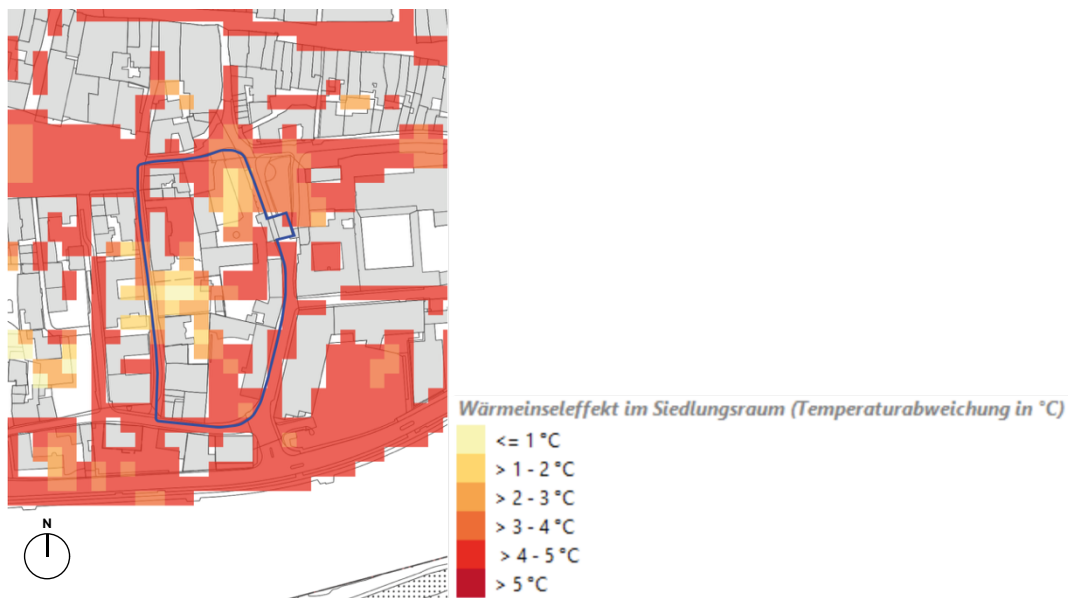 Wärmeinseleffekt im Siedlungsraum (Temperaturabweichung in °C)
<= 1 °C
> 1 - 2 °C
> 2 - 3 °C
> 3 - 4 °C
> 4 - 5 °C
> 5 °C
N